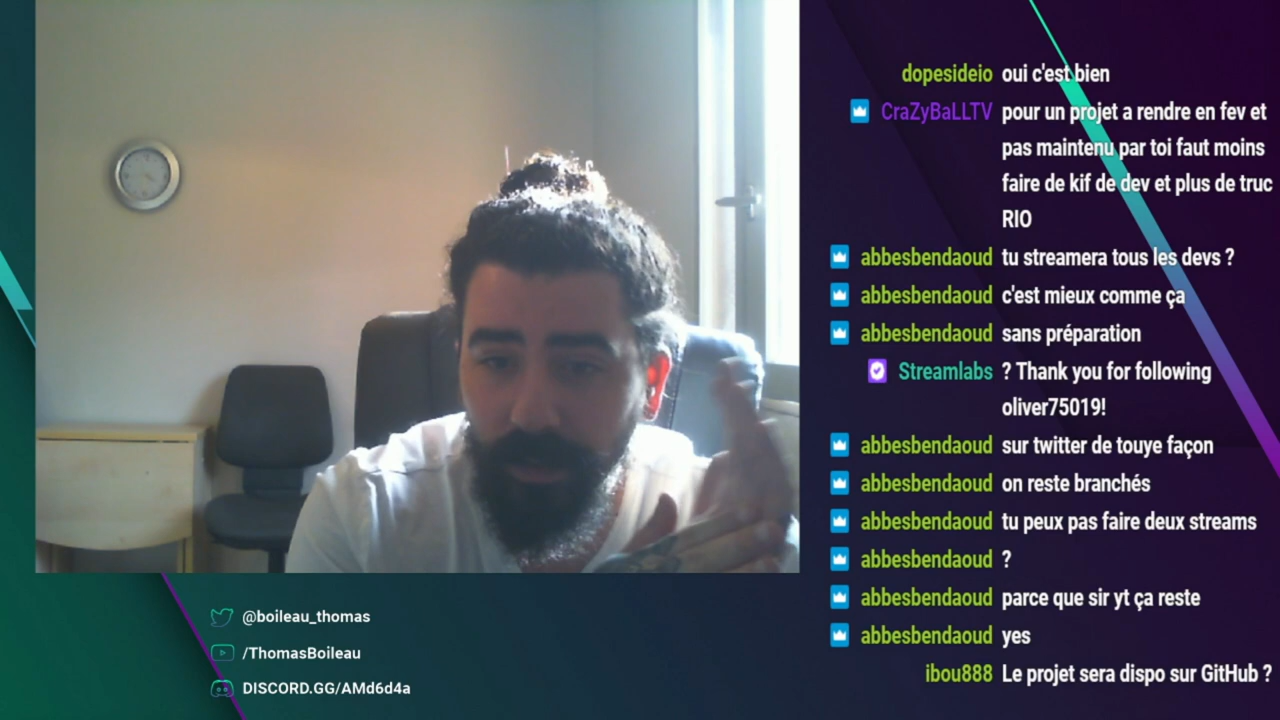 dopesideio oui c'est bien
CraZyBaLLTV pour un projet a rendre en fev et
pas maintenu par toi faut moins
faire de kif de dev et plus de truc
RIO
abbesbendaoud tu streamera tous les devs ?
abbesbendaoud c'est mieux comme ça
abbesbendaoud sans préparation
Streamlabs ? Thank you for following
oliver75019!
abbesbendaoud sur twitter de touye façon
abbesbendaoud on reste branchés
abbesbendaoud tu peux pas faire deux streams
abbesbendaoud ?
abbesbendaoud parce que sir yt ça reste
abbesbendaoud yes
ibou888 Le projet sera dispo sur GitHub ?
@boileau_thomas
/ThomasBoileau
DISCORD.GG/AMd6d4a